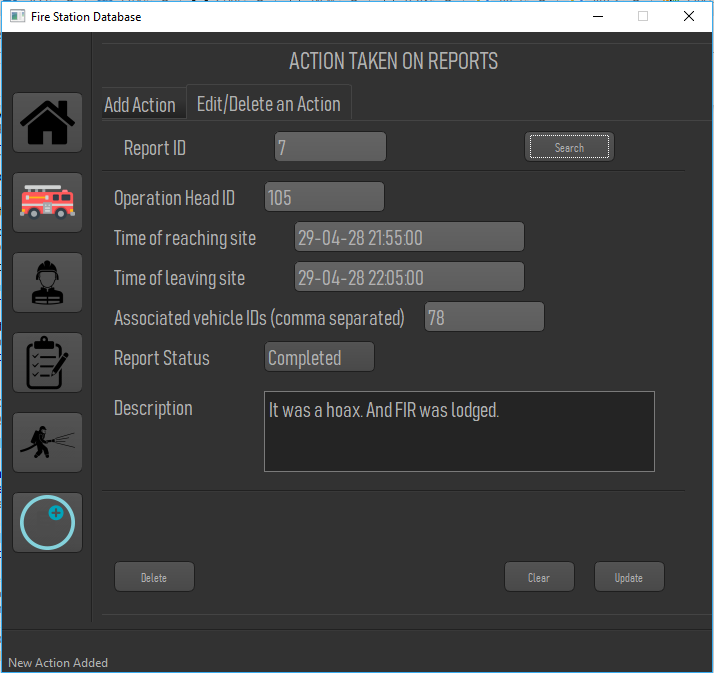 Fire Station Database
ACTION TAKEN ON REPORTS
Add Action Edit/Delete an Action
Report ID 7 Search
Operation Head ID 105
Time of reaching site 29-04-28 21:55:00
Time of leaving site 29-04-28 22:05:00
Associated vehicle IDs (comma separated) 78
Report Status Completed
Description It was a hoax. And FIR was lodged.
Delete Clear Update
New Action Added